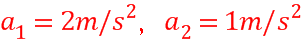 a₁ = 2m/s², a₂ = 1m/s²